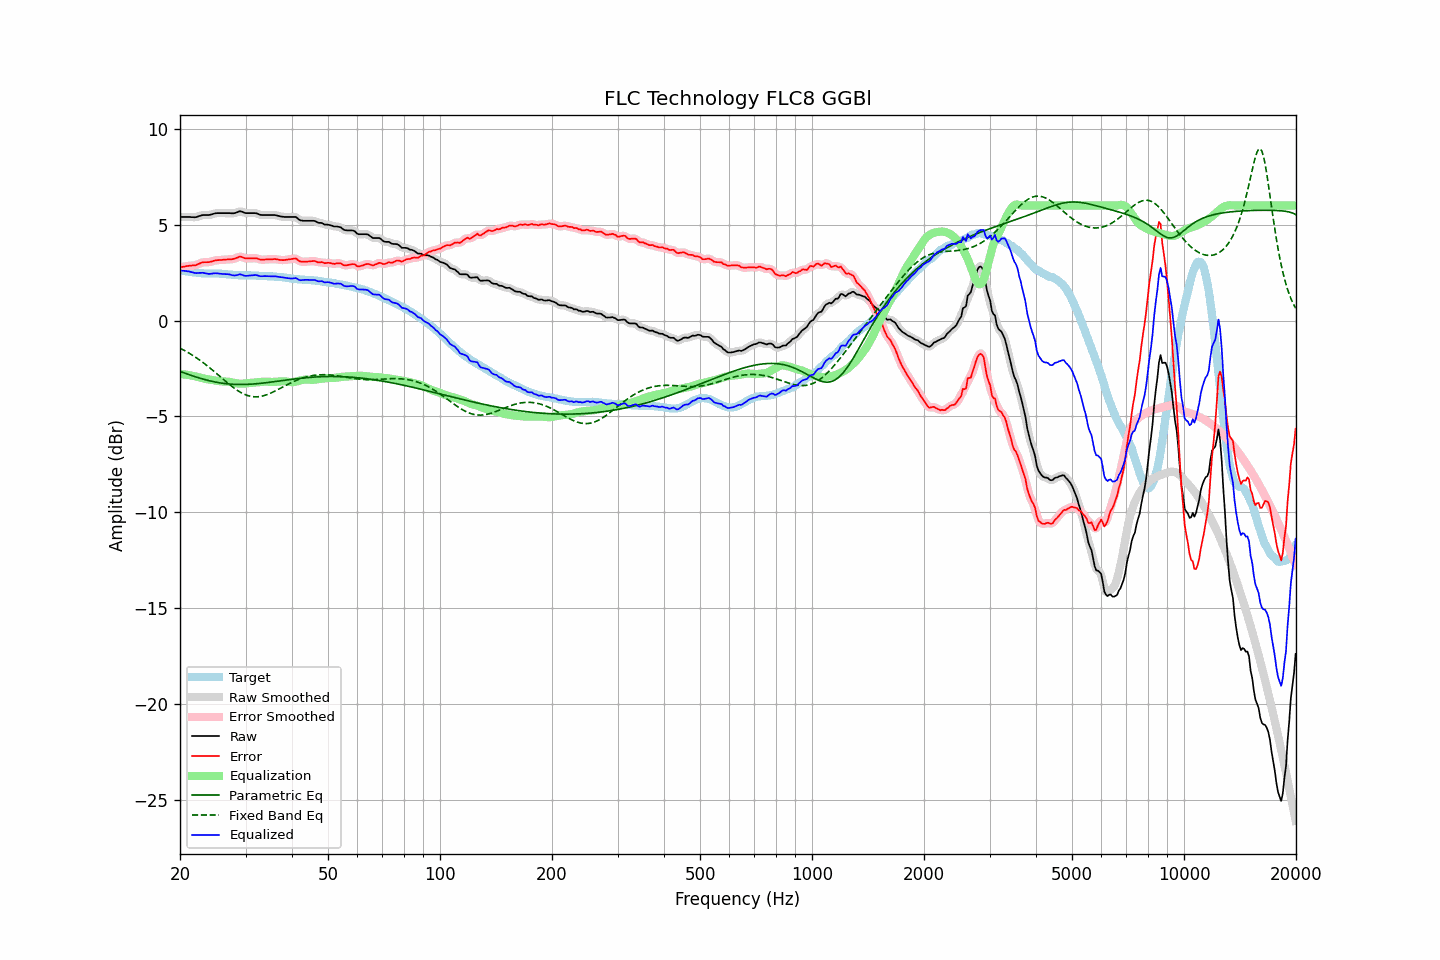 FLC Technology FLC8 GGBl
Amplitude (dBr)
10
5
0
−5
−10
−15
−20
−25
Target
Raw Smoothed
Error Smoothed
Raw
Error
Equalization
Parametric Eq
Fixed Band Eq
Equalized
20 50 100 200 500 1000 2000 5000 10000 20000
Frequency (Hz)